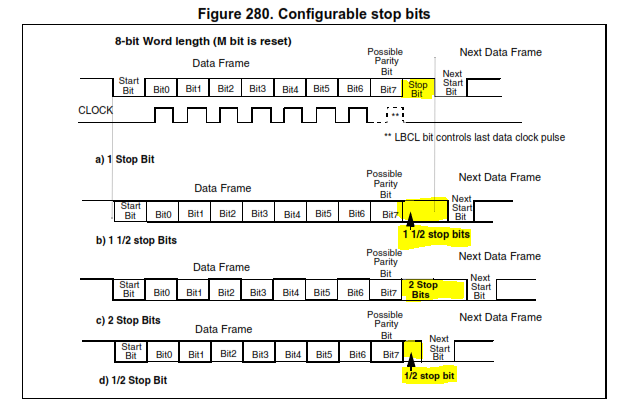 Figure 280. Configurable stop bits
8-bit Word length (M bit is reset)
Data Frame
Possible
Parity
Bit
Next Data Frame
Start
Bit
Bit0
Bit1
Bit2
Bit3
Bit4
Bit5
Bit6
Bit7
Stop
Bit
Next
Start
Bit
CLOCK
**
** LBCL bit controls last data clock pulse
a) 1 Stop Bit
Data Frame
Possible
Parity
Bit
Next Data Frame
Start
Bit
Bit0
Bit1
Bit2
Bit3
Bit4
Bit5
Bit6
Bit7
Next
Start
Bit
1 1/2 stop bits
b) 1 1/2 stop Bits
Data Frame
Possible
Parity
Bit
Next Data Frame
Start
Bit
Bit0
Bit1
Bit2
Bit3
Bit4
Bit5
Bit6
Bit7
2 Stop
Bits
Next
Start
Bit
c) 2 Stop Bits
Data Frame
Possible
Parity
Bit
Next Data Frame
Start
Bit
Bit0
Bit1
Bit2
Bit3
Bit4
Bit5
Bit6
Bit7
Next
Start
Bit
1/2 stop bit
d) 1/2 Stop Bit